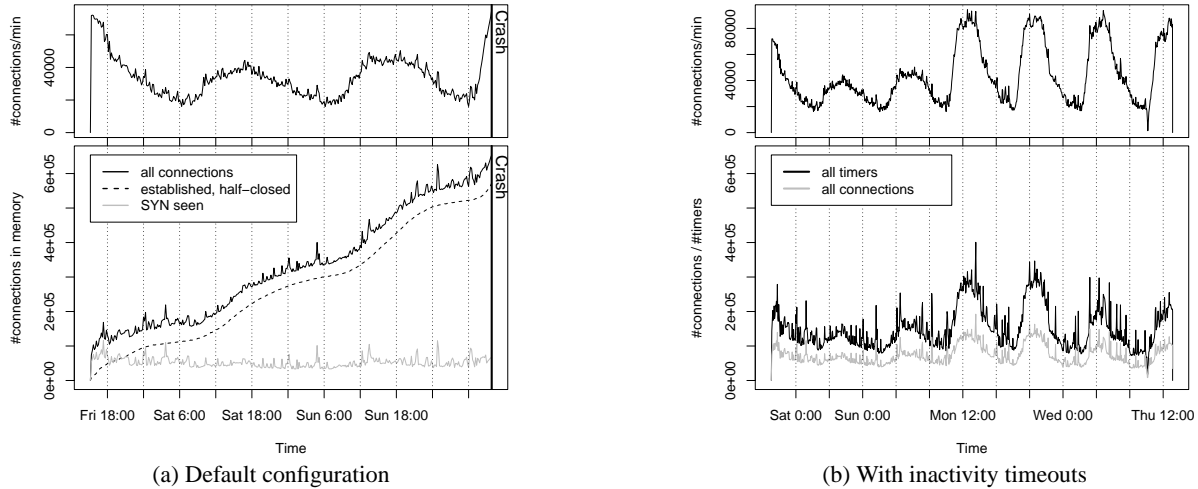 #connections/min
0
40000
Crash
#connections in memory
0e+00
2e+05
4e+05
6e+05
Crash
all connections
established, half−closed
SYN seen
Fri 18:00
Sat 6:00
Sat 18:00
Sun 6:00
Sun 18:00
Time
(a) Default configuration
#connections/min
0
40000
80000
#connections / #timers
0e+00
2e+05
4e+05
6e+05
all timers
all connections
Sat 0:00
Sun 0:00
Mon 12:00
Wed 0:00
Thu 12:00
Time
(b) With inactivity timeouts